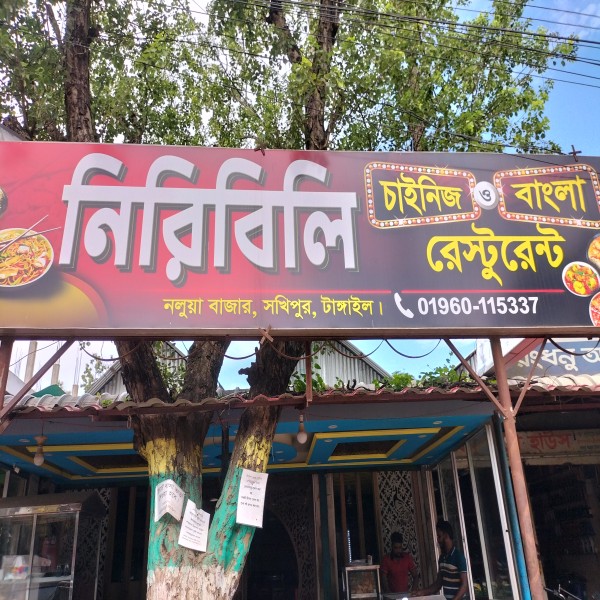 নিরিবিলি
চাইনিজ ও বাংলা
রেস্টুরেন্ট
নলুয়া বাজার, সখিপুর, টাঙ্গাইল।
01960-115337